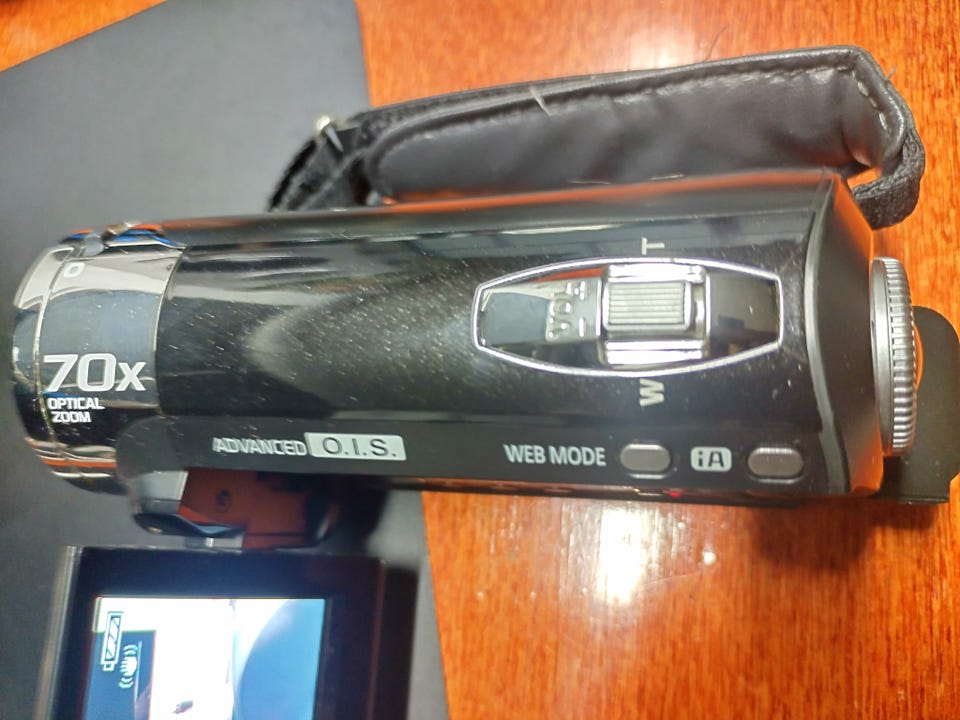 70x
OPTICAL
ZOOM
ADVANCED O.I.S.
WEB MODE
iA
T
W
VOL
+
−